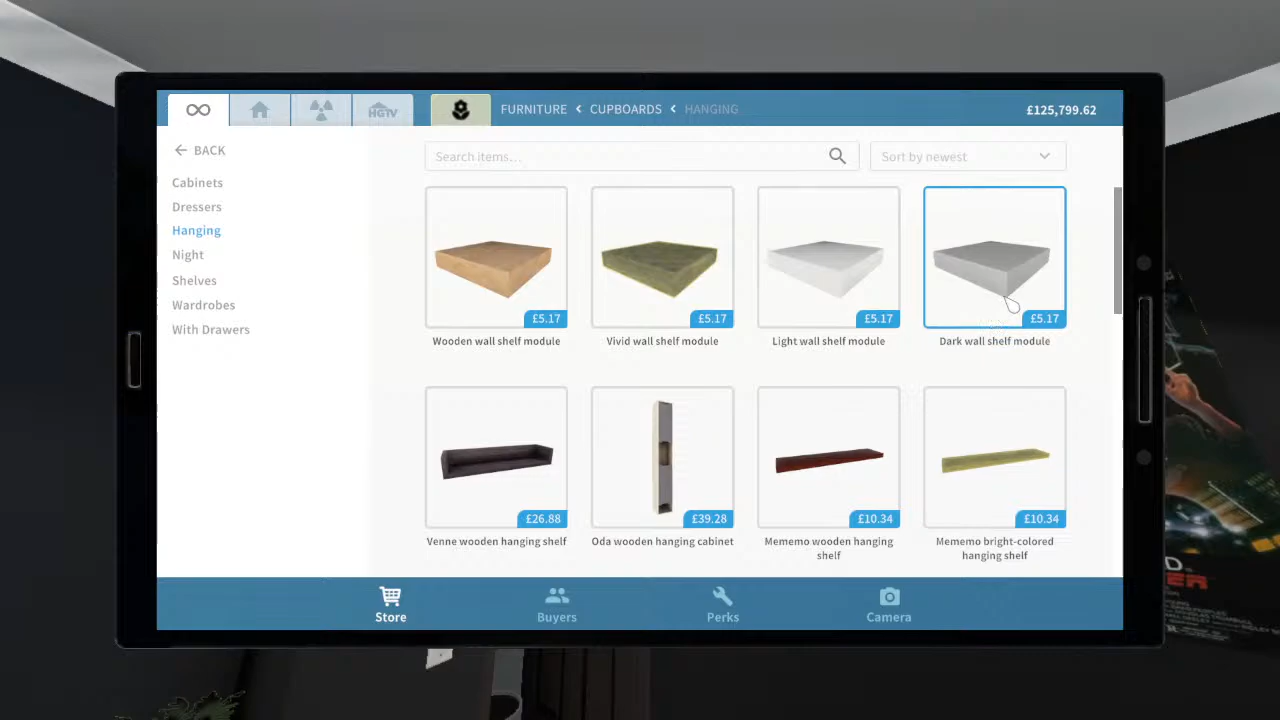 HGTV
FURNITURE < CUPBOARDS < HANGING
£125,799.62
← BACK
Search items...
Sort by newest
Cabinets
Dressers
Hanging
Night
Shelves
Wardrobes
With Drawers
£5.17
£5.17
£5.17
£5.17
Wooden wall shelf module
Vivid wall shelf module
Light wall shelf module
Dark wall shelf module
£26.88
£39.28
£10.34
£10.34
Venne wooden hanging shelf
Oda wooden hanging cabinet
Mememo wooden hanging
shelf
Mememo bright-colored
hanging shelf
Store
Buyers
Perks
Camera